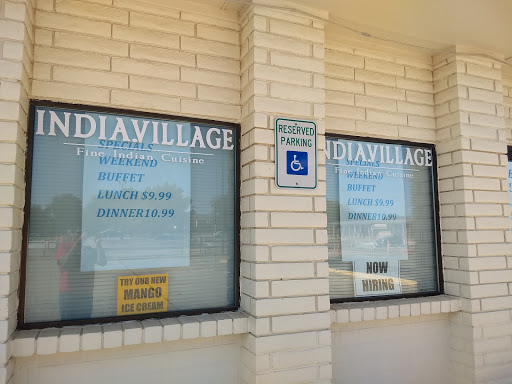 INDIAVILLAGE
Fine Indian Cuisine
SPECIALS
WEEKEND
BUFFET
LUNCH $9.99
DINNER10.99
TRY OUR NEW
MANGO
ICE CREAM
RESERVED
PARKING
INDIAVILLAGE
Fine Indian Cuisine
SPECIALS
WEEKEND
BUFFET
LUNCH $9.99
DINNER10.99
NOW
HIRING